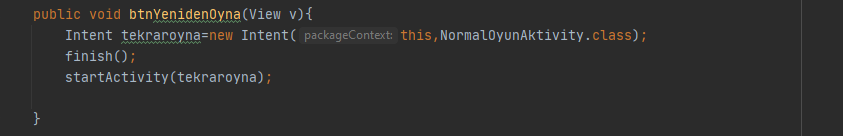 public void btnYenidenOyna(View v){
Intent tekraroyna=new Intent( packageContext: this,NormalOyunAktivity.class);
finish();
startActivity(tekraroyna);
}